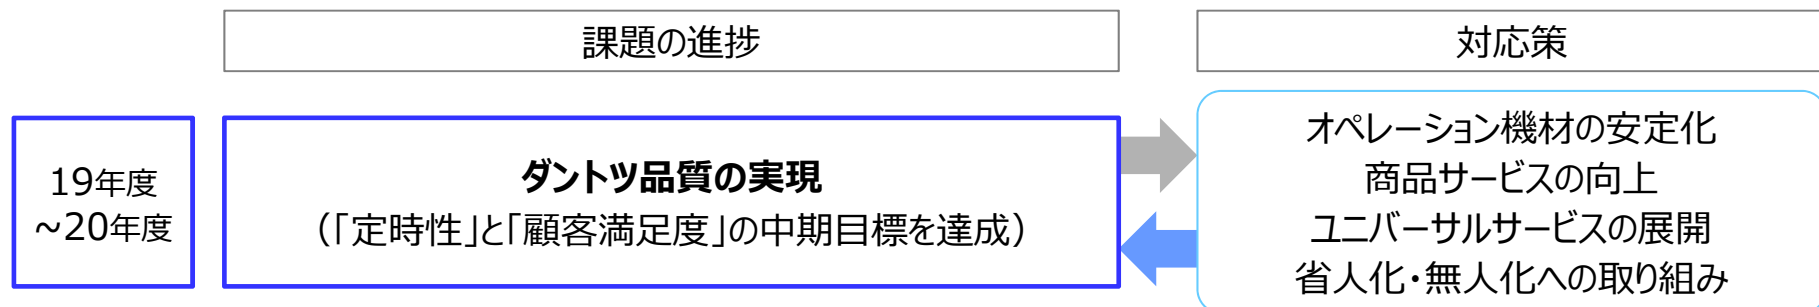 課題の進捗
対応策
19年度
~20年度
ダントツ品質の実現
（｢定時性｣と｢顧客満足度｣の中期目標を達成）
オペレーション機材の安定化
商品サービスの向上
ユニバーサルサービスの展開
省人化・無人化への取り組み